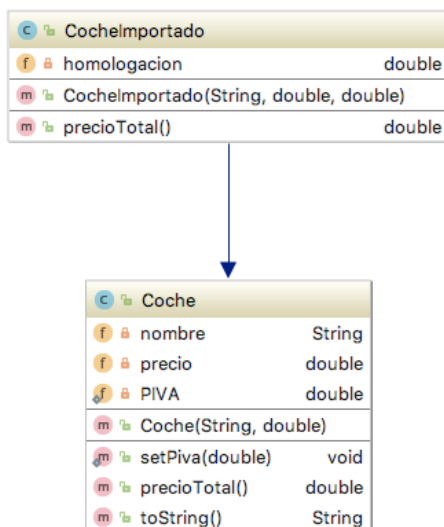 C CocheImportado
f homologacion double
m CocheImportado(String, double, double)
m precioTotal() double
C Coche
f nombre String
f precio double
f PIVA double
m Coche(String, double)
m setPiva(double) void
m precioTotal() double
m toString() String